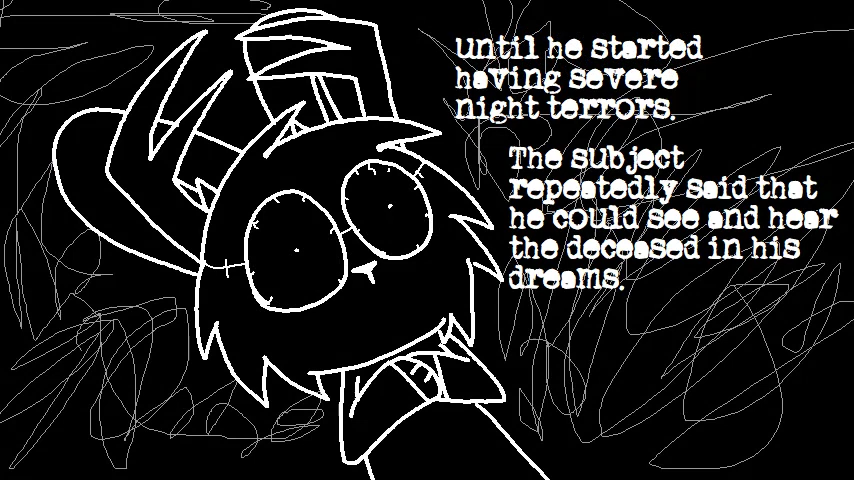 until he started
having severe
night terrors.
The subject
repeatedly said that
he could see and hear
the deceased in his
dreams.